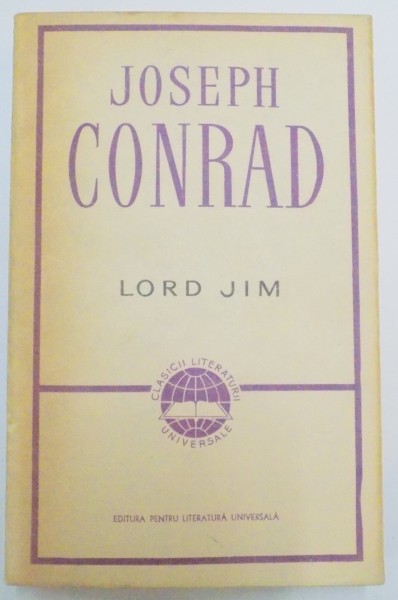 JOSEPH
CONRAD
LORD JIM
CLASICII LITERATURII
UNIVERSALE
EDITURA PENTRU LITERATURĂ UNIVERSALĂ